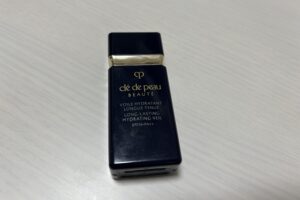 clé de peau
BEAUTÉ
VOILE HYDRATANT
LONGUE TENUE
LONG-LASTING
HYDRATING VEIL